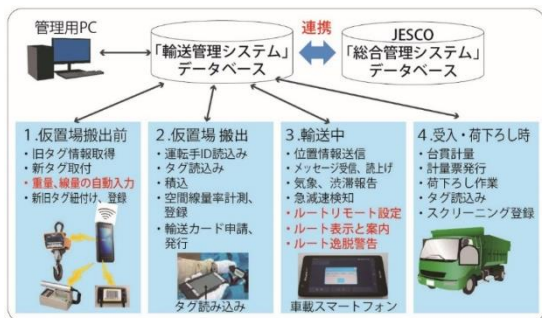 管理用PC
「輸送管理システム」
データベース
連携
JESCO
「総合管理システム」
データベース
1.仮置場搬出前
・旧タグ情報取得
・新タグ取付
・重量、線量の自動入力
・新旧タグ紐付け、登録
2.仮置場 搬出
・運転手ID読込み
・タグ読込み
・積込
・空間線量率計測、
登録
・輸送カード申請、
発行
タグ読み込み
3.輸送中
・位置情報送信
・メッセージ受信、読上げ
・気象、渋滞報告
・急減速検知
・ルートリモート設定
・ルート表示と案内
・ルート逸脱警告
車載スマートフォン
4.受入・荷下ろし時
・台貫計量
・計量票発行
・荷下ろし作業
・タグ読込み
・スクリーニング登録